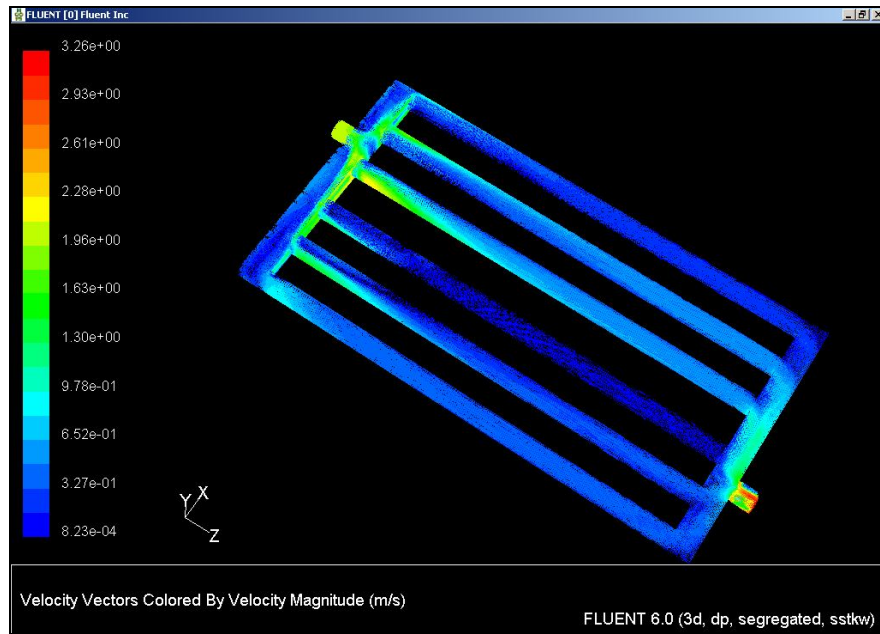 FLUENT [0] Fluent Inc
3.26e+00
2.93e+00
2.61e+00
2.28e+00
1.96e+00
1.63e+00
1.30e+00
9.78e-01
6.52e-01
3.27e-01
8.23e-04
Y X
Z
Velocity Vectors Colored By Velocity Magnitude (m/s)
FLUENT 6.0 (3d, dp, segregated, sstkw)